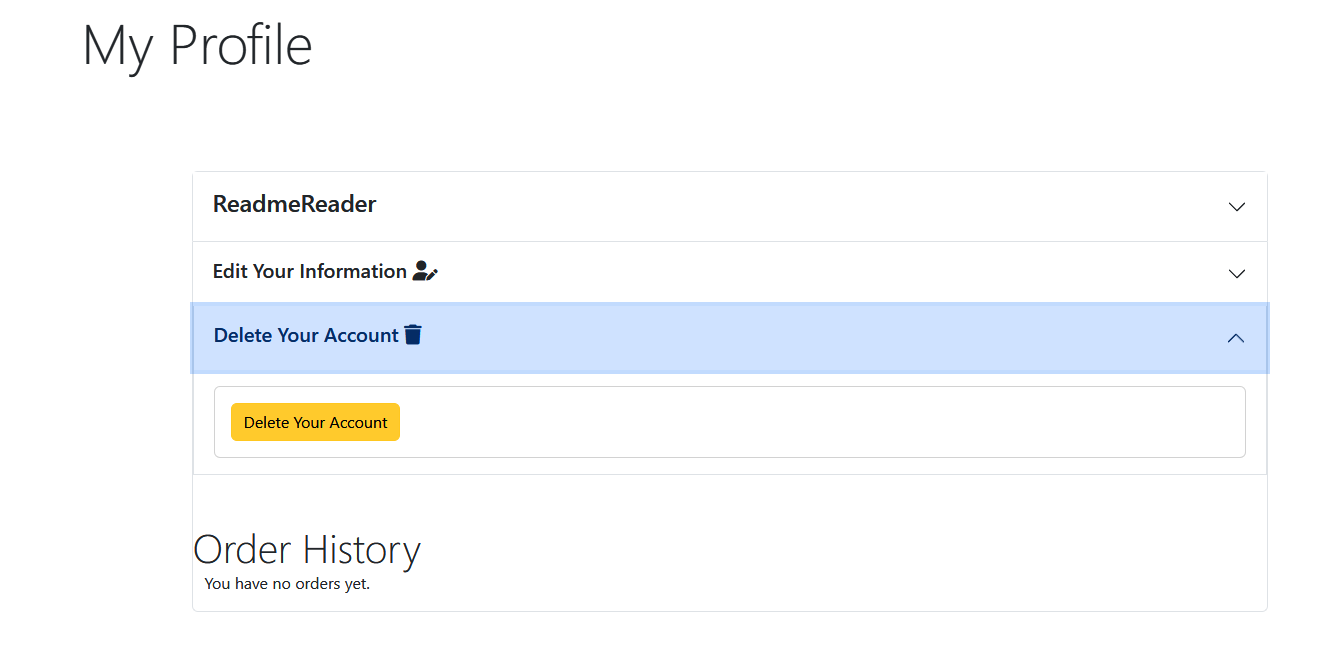 My Profile
ReadmeReader
Edit Your Information
Delete Your Account
Delete Your Account
Order History
You have no orders yet.